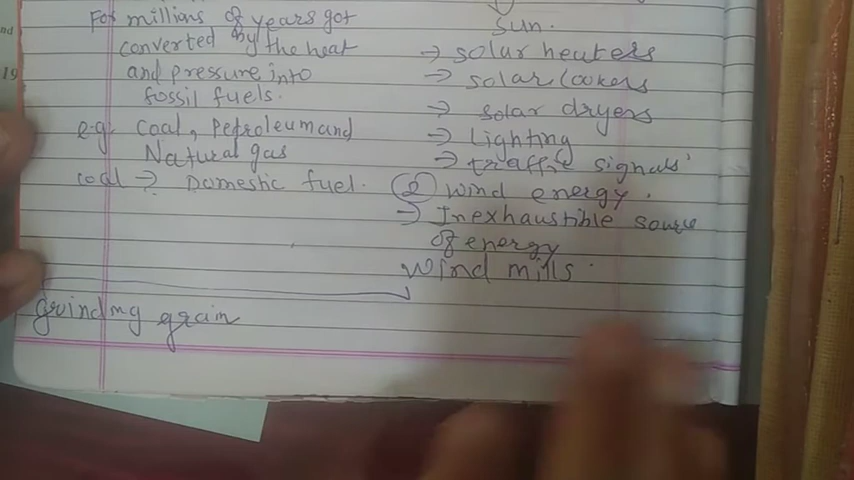 For millions of years got
converted by the heat
and pressure into
fossil fuels.
e.g. Coal, Petroleum and
Natural gas
coal → Domestic fuel.
Sun.
→ solar heaters
→ solar cookers
→ solar dryers
→ Lighting
→ traffic signals
② wind energy.
→ Inexhaustible source
of energy
Wind mills.
grinding grain